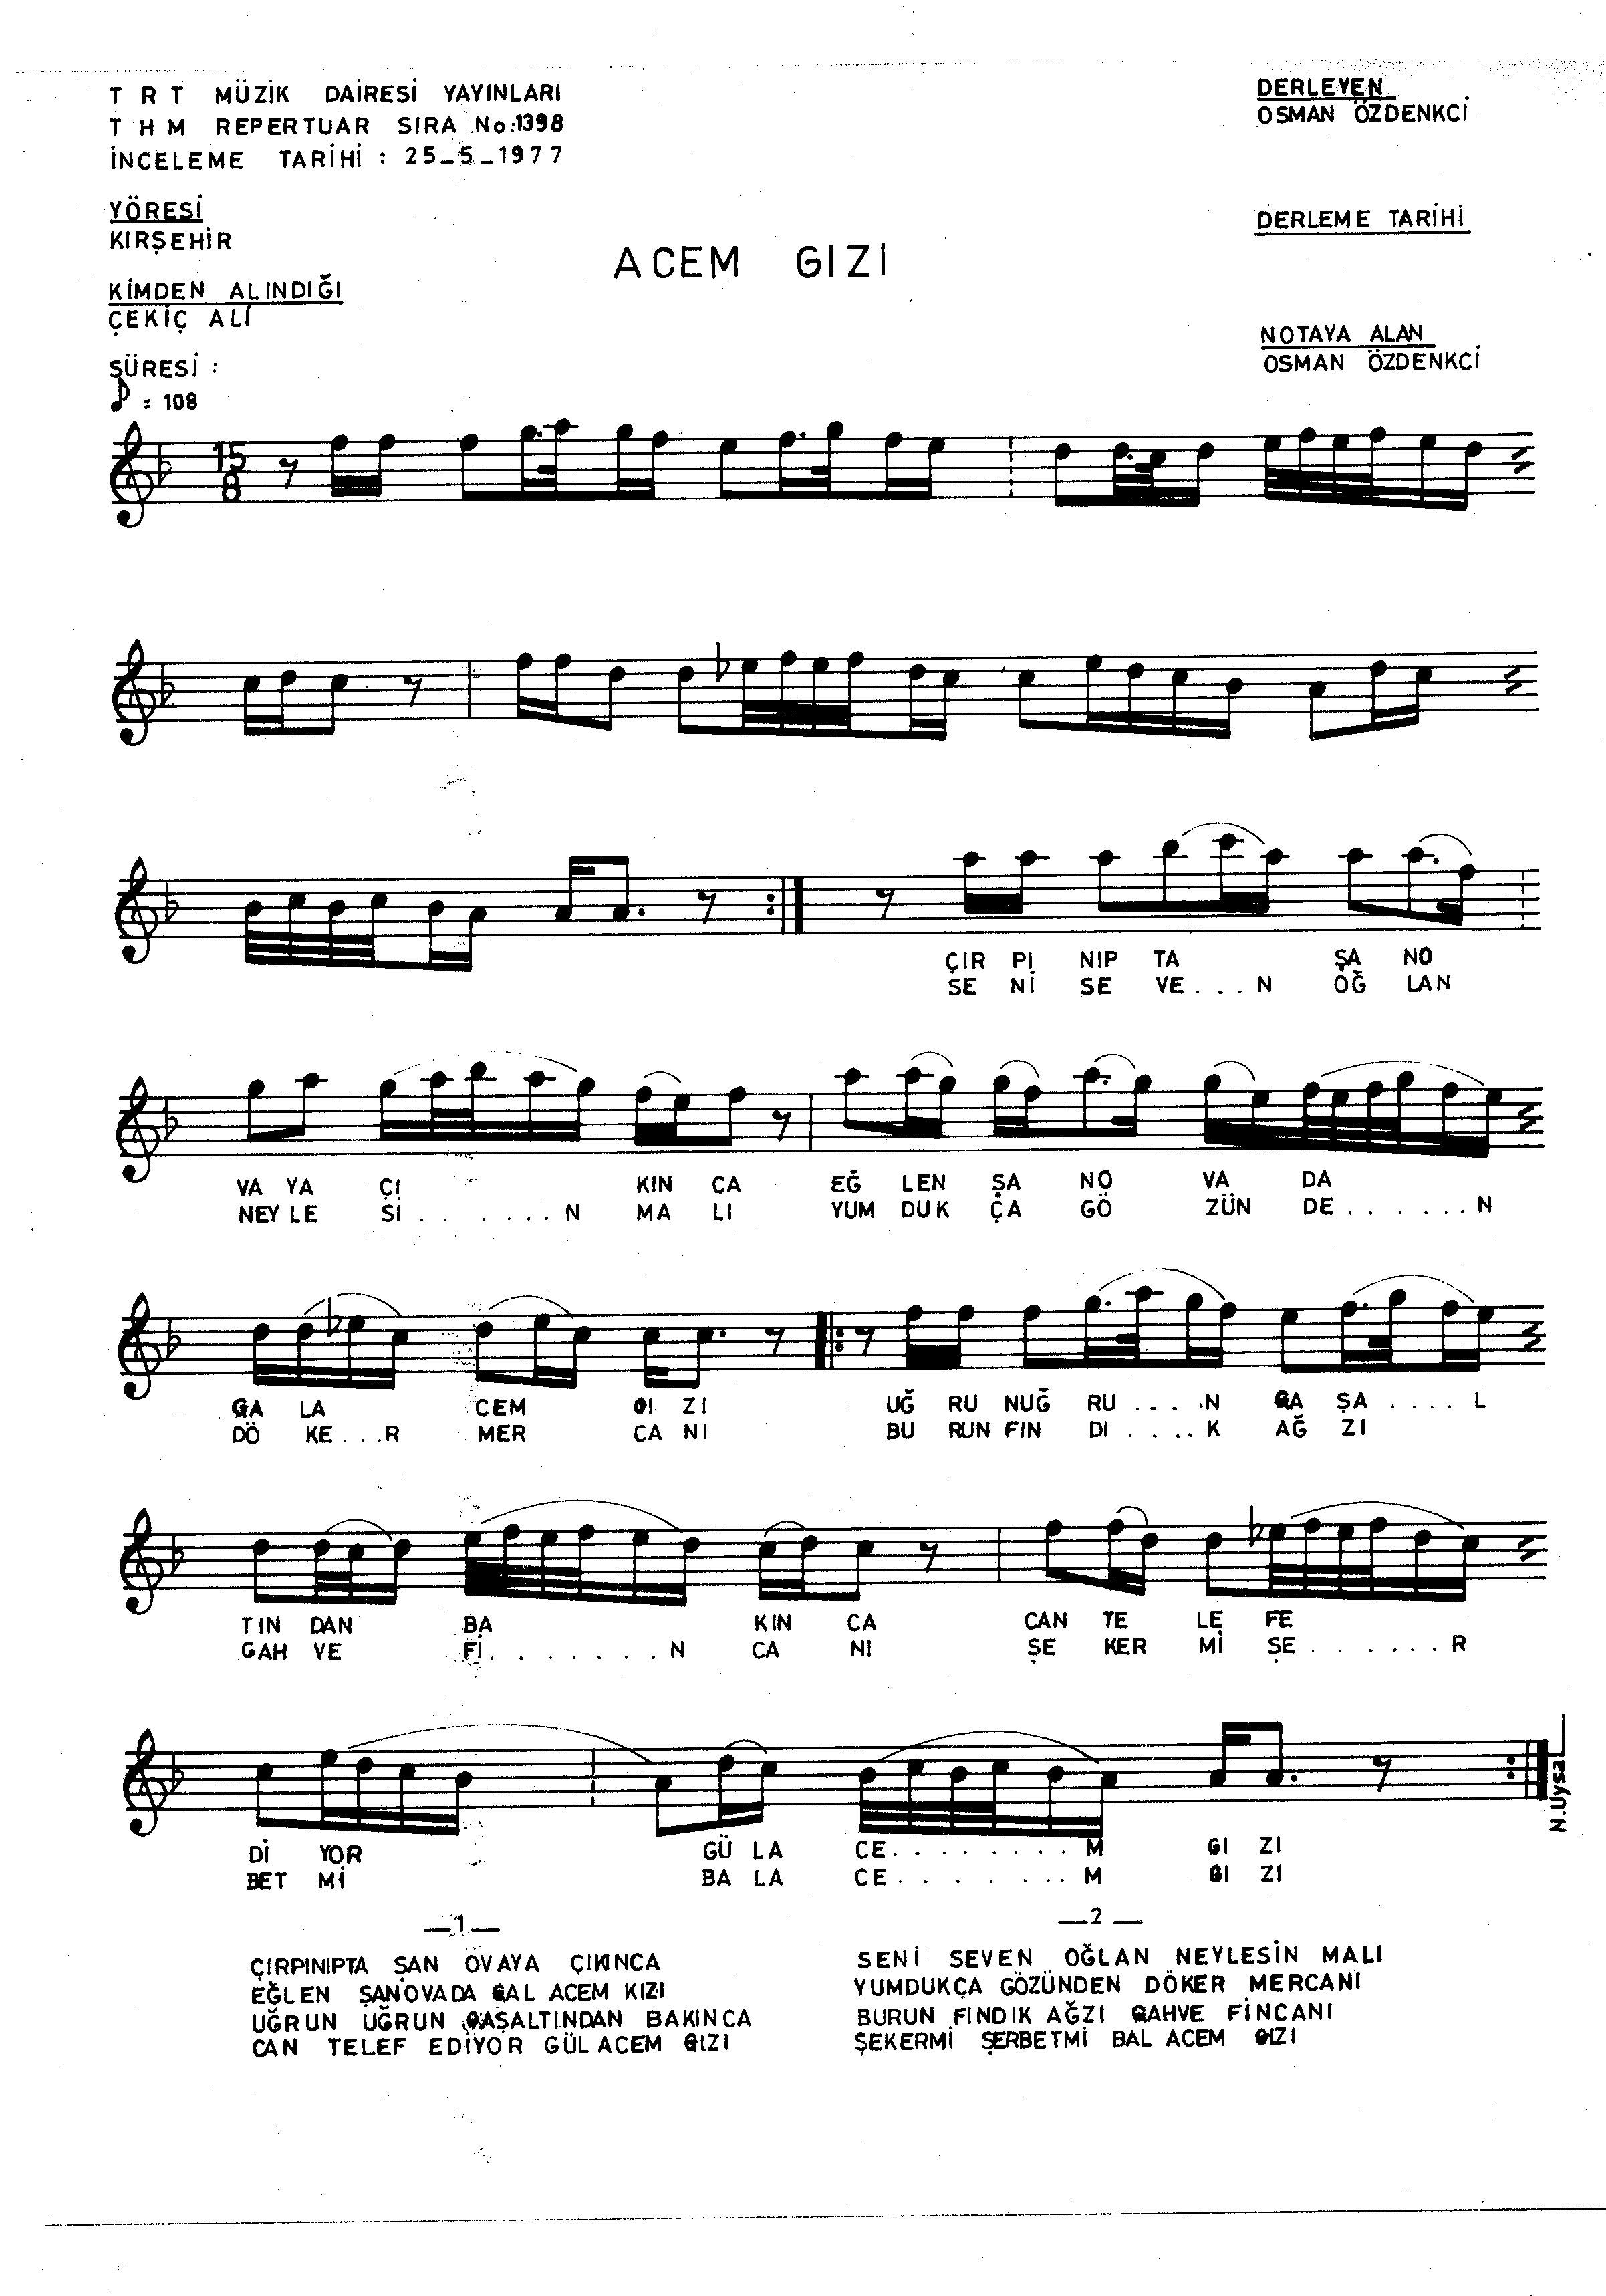 T R T MÜZİK DAİRESİ YAYINLARI
T H M REPERTUAR SIRA No:1398
İNCELEME TARİHİ : 25_5_1977
DERLEYEN
OSMAN ÖZDENKCİ
YÖRESİ
KIRŞEHİR
DERLEME TARİHİ
ACEM GIZI
KİMDEN ALINDIĞI
ÇEKİÇ ALİ
NOTAYA ALAN
OSMAN ÖZDENKCİ
SÜRESİ :
♪ = 108
15
8
ÇIR PI NIP TA ŞA NO
SE Nİ SE VE . . . N OĞ LAN
VA YA ÇI KIN CA EĞ LEN ŞA NO VA DA
NEY LE Sİ . . . . . . . N MA LI YUM DUK ÇA GÖ ZÜN DE . . . . . . N
GA LA CEM GI ZI UĞ RU NUĞ RU . . . . N GA ŞA . . . . L
DÖ KE . . . R MER CA NI BU RUN FIN DI . . . . K AĞ ZI
TIN DAN BA KIN CA CAN TE LE FE
GAH VE Fİ . . . . . . . N CA NI ŞE KER Mİ ŞE . . . . . . . R
Dİ YOR GÜ LA CE . . . . . . . . M GI ZI
BET Mİ BA LA CE . . . . . . . M GI ZI
N.Uysal
_1_
ÇIRPINIPTA ŞAN OVAYA ÇIKINCA
EĞLEN ŞANOVADA GAL ACEM KIZI
UĞRUN UĞRUN GAŞALTINDAN BAKINCA
CAN TELEF EDİYOR GÜL ACEM GIZI
_2_
SENİ SEVEN OĞLAN NEYLESİN MALI
YUMDUKÇA GÖZÜNDEN DÖKER MERCANI
BURUN FINDIK AĞZI GAHVE FİNCANI
ŞEKERMİ ŞERBETMİ BAL ACEM GIZI